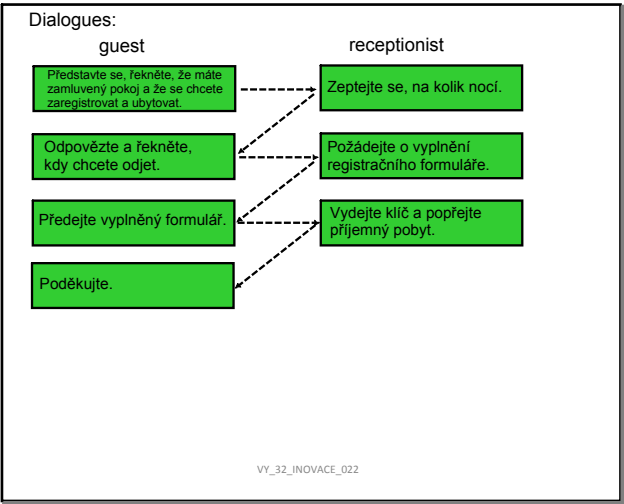 Dialogues:
guest
receptionist
Představte se, řekněte, že máte
zamluvený pokoj a že se chcete
zaregistrovat a ubytovat.
Zeptejte se, na kolik nocí.
Odpovězte a řekněte,
kdy chcete odjet.
Požádejte o vyplnění
registračního formuláře.
Předejte vyplněný formulář.
Vydejte klíč a popřejte
příjemný pobyt.
Poděkujte.
VY_32_INOVACE_022